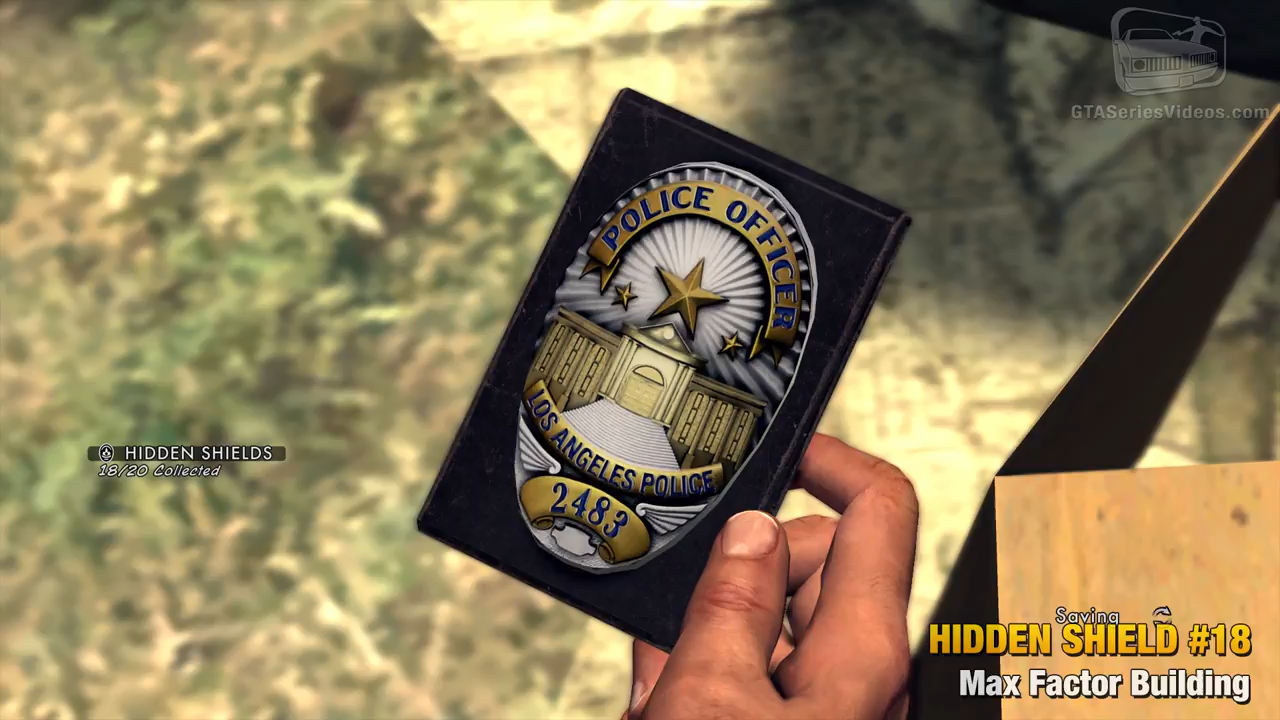 GTASeriesVideos.com
POLICE OFFICER
LOS ANGELES POLICE
2483
HIDDEN SHIELDS
18/20 Collected
Saving
HIDDEN SHIELD #18
Max Factor Building